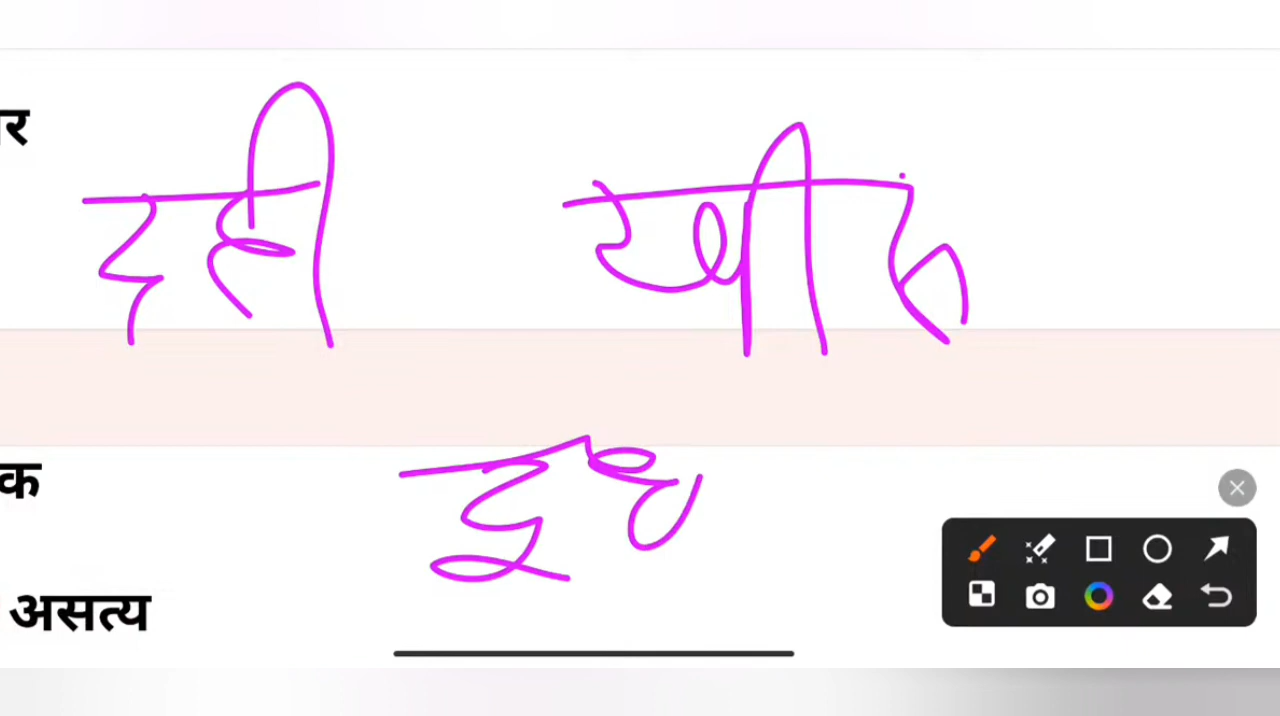 र दही खीर
क दूध
असत्य